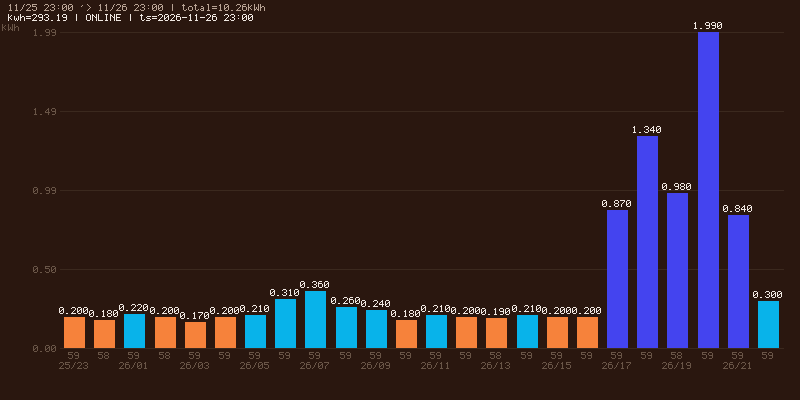 11/25 23:00 -> 11/26 23:00 | total=10.26kWh
Kwh=293.19 | ONLINE | ts=2026-11-26 23:00
kWh
1.99
1.49
0.99
0.50
0.00
0.200 0.180 0.220 0.200 0.170 0.200 0.210 0.310 0.360 0.260 0.240 0.180 0.210 0.200 0.190 0.210 0.200 0.200 0.870 1.340 0.980 1.990 0.840 0.300
59 58 59 58 59 59 59 59 59 59 59 59 59 59 58 59 59 59 59 59 58 59 59 59
25/23 26/01 26/03 26/05 26/07 26/09 26/11 26/13 26/15 26/17 26/19 26/21